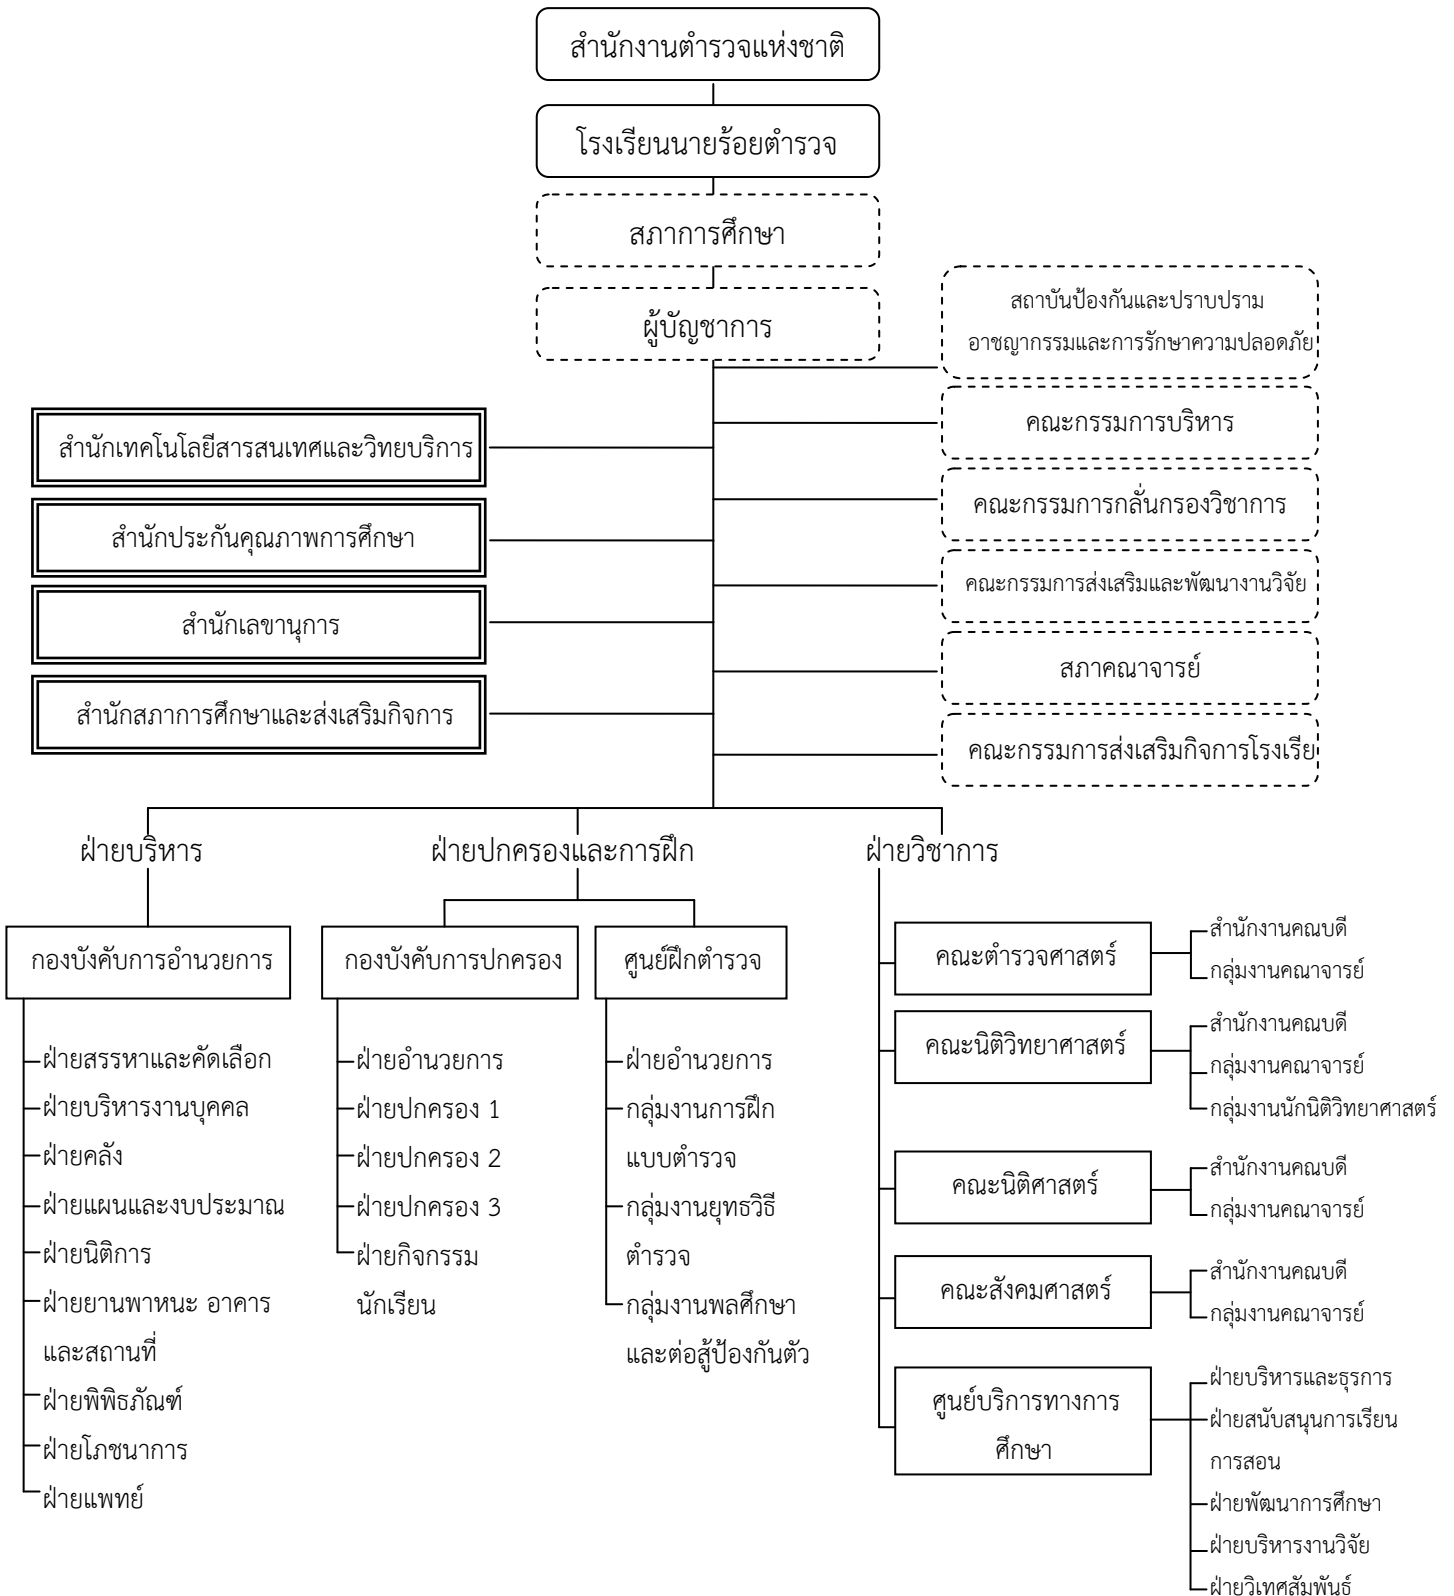 สำนักงานตำรวจแห่งชาติ
โรงเรียนนายร้อยตำรวจ
สภาการศึกษา
ผู้บัญชาการ
สถาบันป้องกันและปราบปราม
อาชญากรรมและการรักษาความปลอดภัย
คณะกรรมการบริหาร
คณะกรรมการกลั่นกรองวิชาการ
คณะกรรมการส่งเสริมและพัฒนางานวิจัย
สภาคณาจารย์
คณะกรรมการส่งเสริมกิจการโรงเรีย
สำนักเทคโนโลยีสารสนเทศและวิทยบริการ
สำนักประกันคุณภาพการศึกษา
สำนักเลขานุการ
สำนักสภาการศึกษาและส่งเสริมกิจการ
ฝ่ายบริหาร
กองบังคับการอำนวยการ
ฝ่ายสรรหาและคัดเลือก
ฝ่ายบริหารงานบุคคล
ฝ่ายคลัง
ฝ่ายแผนและงบประมาณ
ฝ่ายนิติการ
ฝ่ายยานพาหนะ อาคาร
และสถานที่
ฝ่ายพิพิธภัณฑ์
ฝ่ายโภชนาการ
ฝ่ายแพทย์
ฝ่ายปกครองและการฝึก
กองบังคับการปกครอง
ฝ่ายอำนวยการ
ฝ่ายปกครอง 1
ฝ่ายปกครอง 2
ฝ่ายปกครอง 3
ฝ่ายกิจกรรม
นักเรียน
ศูนย์ฝึกตำรวจ
ฝ่ายอำนวยการ
กลุ่มงานการฝึก
แบบตำรวจ
กลุ่มงานยุทธวิธี
ตำรวจ
กลุ่มงานพลศึกษา
และต่อสู้ป้องกันตัว
ฝ่ายวิชาการ
คณะตำรวจศาสตร์
สำนักงานคณบดี
กลุ่มงานคณาจารย์
คณะนิติวิทยาศาสตร์
สำนักงานคณบดี
กลุ่มงานคณาจารย์
กลุ่มงานนักนิติวิทยาศาสตร์
คณะนิติศาสตร์
สำนักงานคณบดี
กลุ่มงานคณาจารย์
คณะสังคมศาสตร์
สำนักงานคณบดี
กลุ่มงานคณาจารย์
ศูนย์บริการทางการ
ศึกษา
ฝ่ายบริหารและธุรการ
ฝ่ายสนับสนุนการเรียน
การสอน
ฝ่ายพัฒนาการศึกษา
ฝ่ายบริหารงานวิจัย
ฝ่ายวิเทศสัมพันธ์